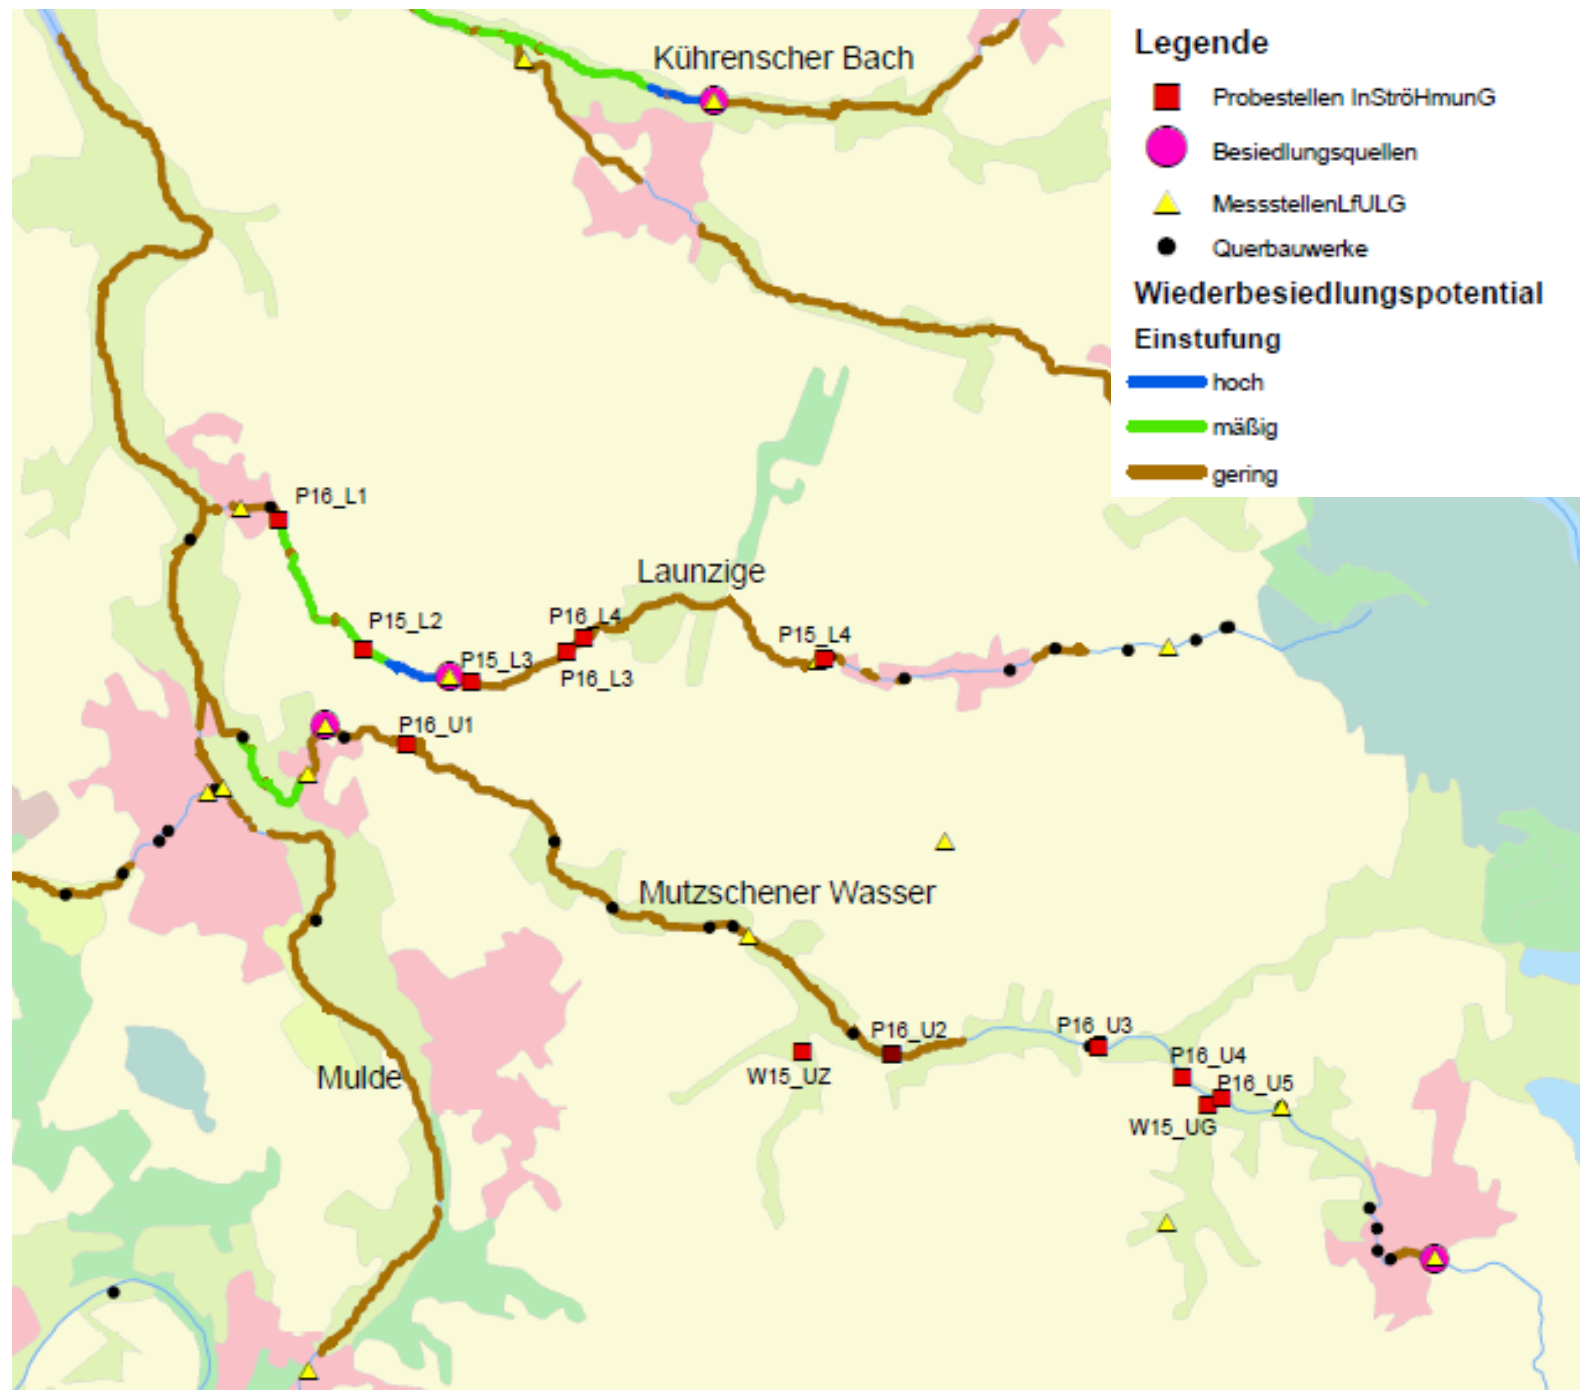 Kührenscher Bach
Legende
Probestellen InStröHmunG
Besiedlungsquellen
MessstellenLfULG
Querbauwerke
Wiederbesiedlungspotential
Einstufung
hoch
mäßig
gering
P16_L1
Launzige
P15_L2
P16_L4
P15_L4
P15_L3
P16_L3
P16_U1
Mutzschener Wasser
P16_U2
P16_U3
Mulde
W15_UZ
P16_U4
P16_U5
W15_UG